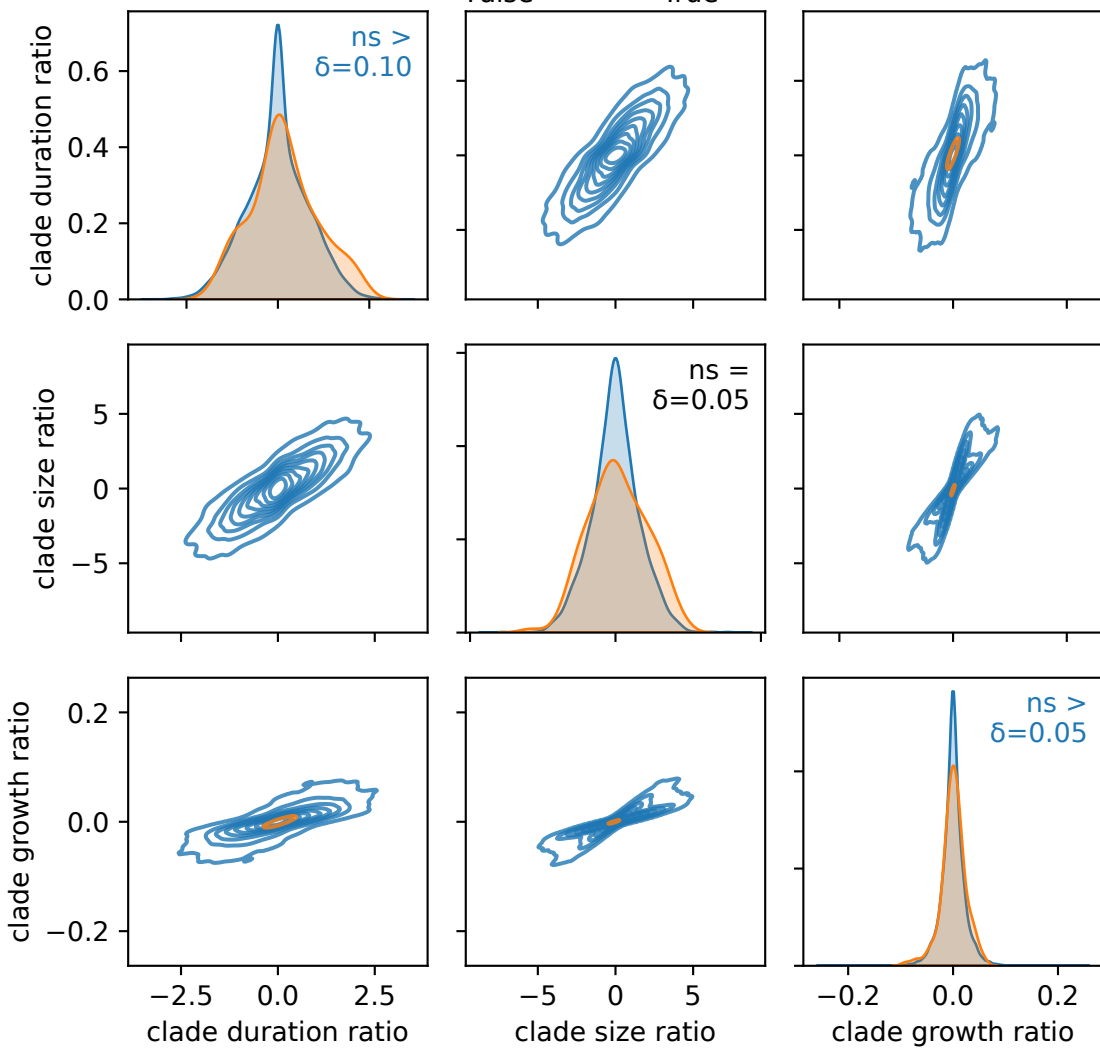 clade duration ratio
0.6
0.4
0.2
0.0
ns >
δ=0.10
clade size ratio
5
0
−5
ns =
δ=0.05
clade growth ratio
0.2
0.0
−0.2
ns >
δ=0.05
−2.5 0.0 2.5
−5 0 5
−0.2 0.0 0.2
clade duration ratio
clade size ratio
clade growth ratio